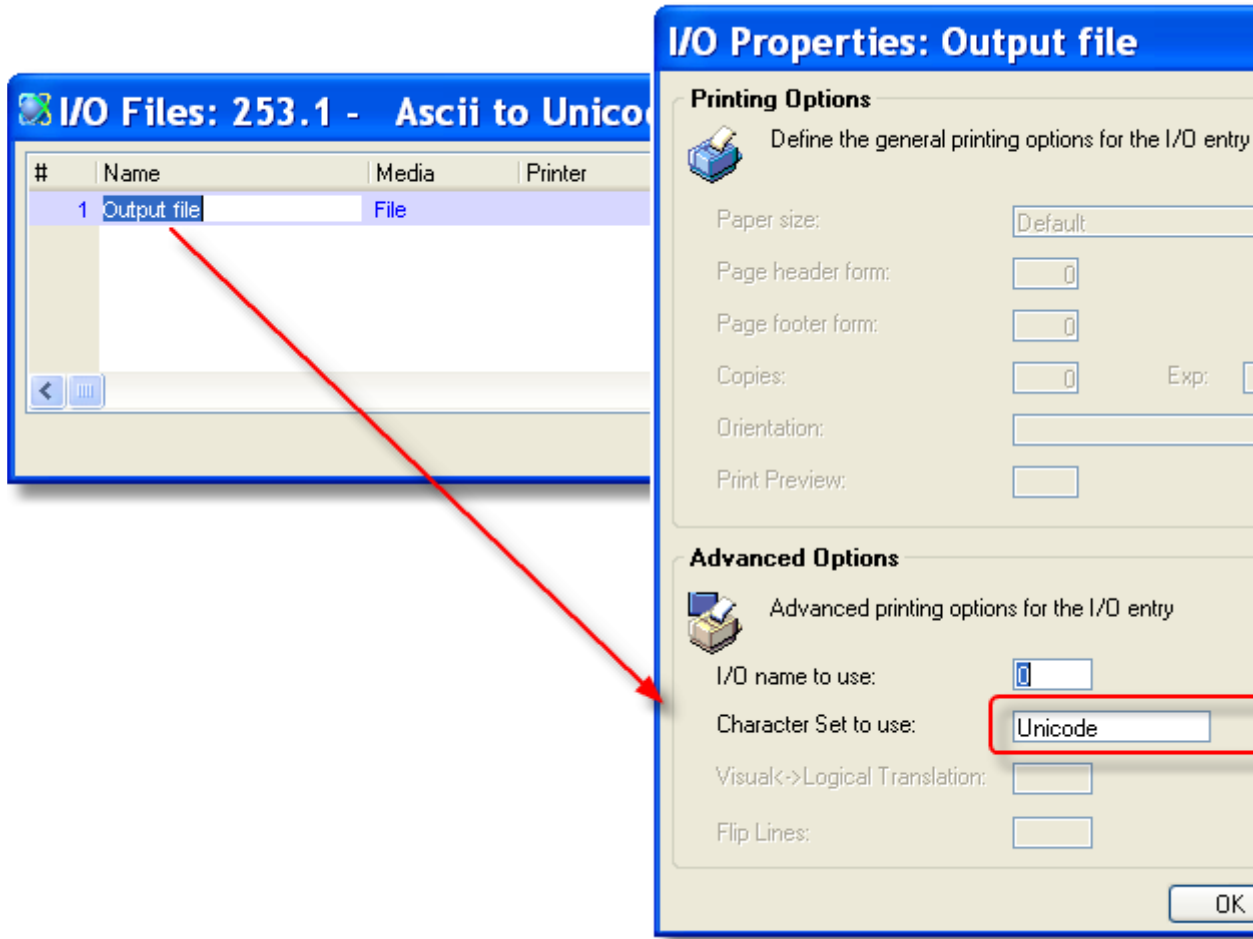 I/O Files: 253.1 - Ascii to Unico
# Name Media Printer
1 Output file File
I/O Properties: Output file
Printing Options
Define the general printing options for the I/O entry
Paper size: Default
Page header form: 0
Page footer form: 0
Copies: 0 Exp:
Orientation:
Print Preview:
Advanced Options
Advanced printing options for the I/O entry
I/O name to use: 0
Character Set to use: Unicode
Visual<->Logical Translation:
Flip Lines:
OK